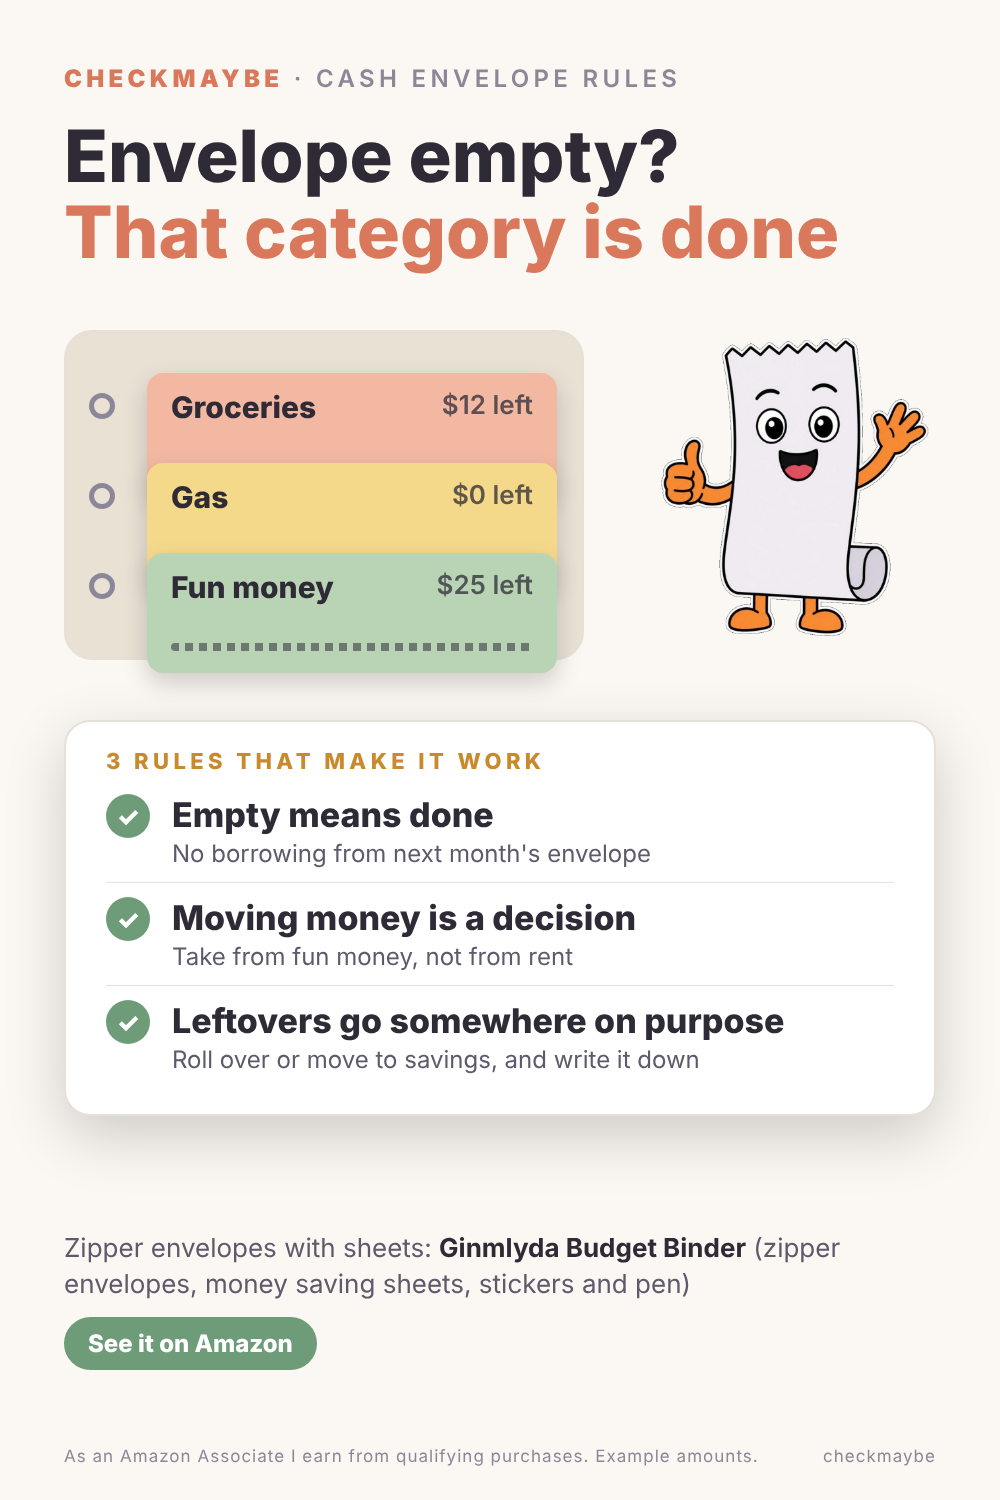 CHECKMAYBE · CASH ENVELOPE RULES
Envelope empty?
That category is done
Groceries $12 left
Gas $0 left
Fun money $25 left
3 RULES THAT MAKE IT WORK
Empty means done
No borrowing from next month's envelope
Moving money is a decision
Take from fun money, not from rent
Leftovers go somewhere on purpose
Roll over or move to savings, and write it down
Zipper envelopes with sheets: Ginmlyda Budget Binder (zipper
envelopes, money saving sheets, stickers and pen)
See it on Amazon
As an Amazon Associate I earn from qualifying purchases. Example amounts. checkmaybe